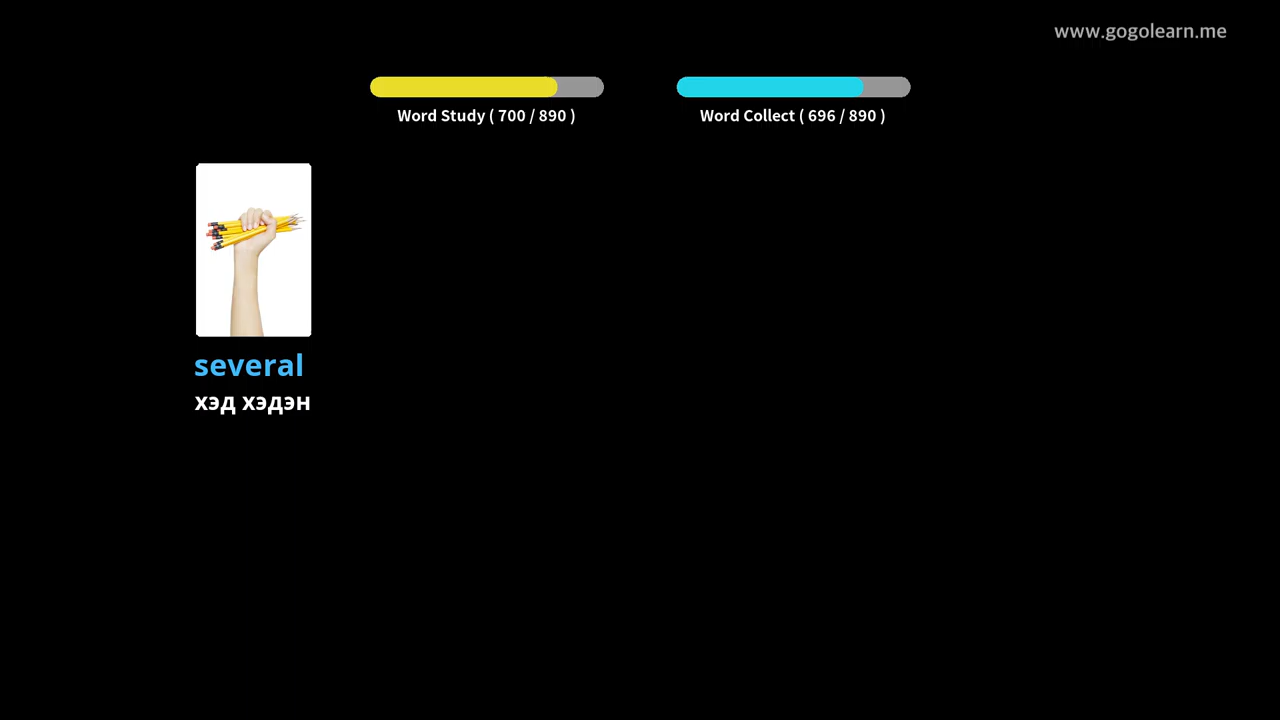 www.gogolearn.me
Word Study ( 700 / 890 )
Word Collect ( 696 / 890 )
several
хэд хэдэн